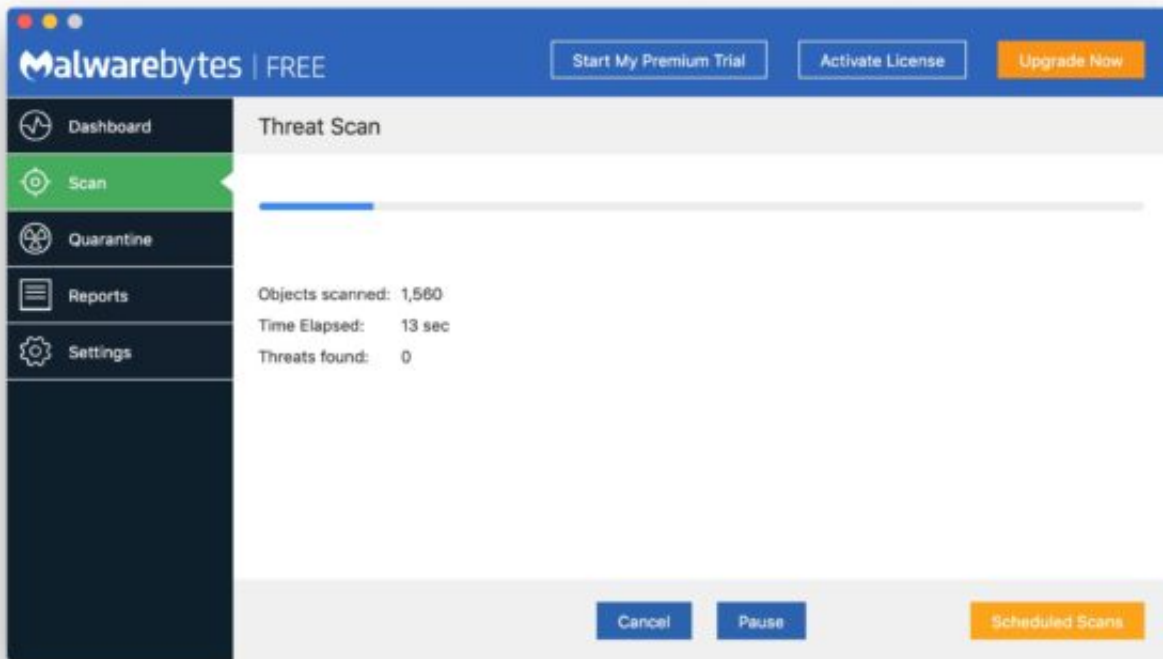 Malwarebytes | FREE
Start My Premium Trial
Activate License
Upgrade Now
Dashboard
Scan
Quarantine
Reports
Settings
Threat Scan
Objects scanned: 1,560
Time Elapsed: 13 sec
Threats found: 0
Cancel
Pause
Scheduled Scans